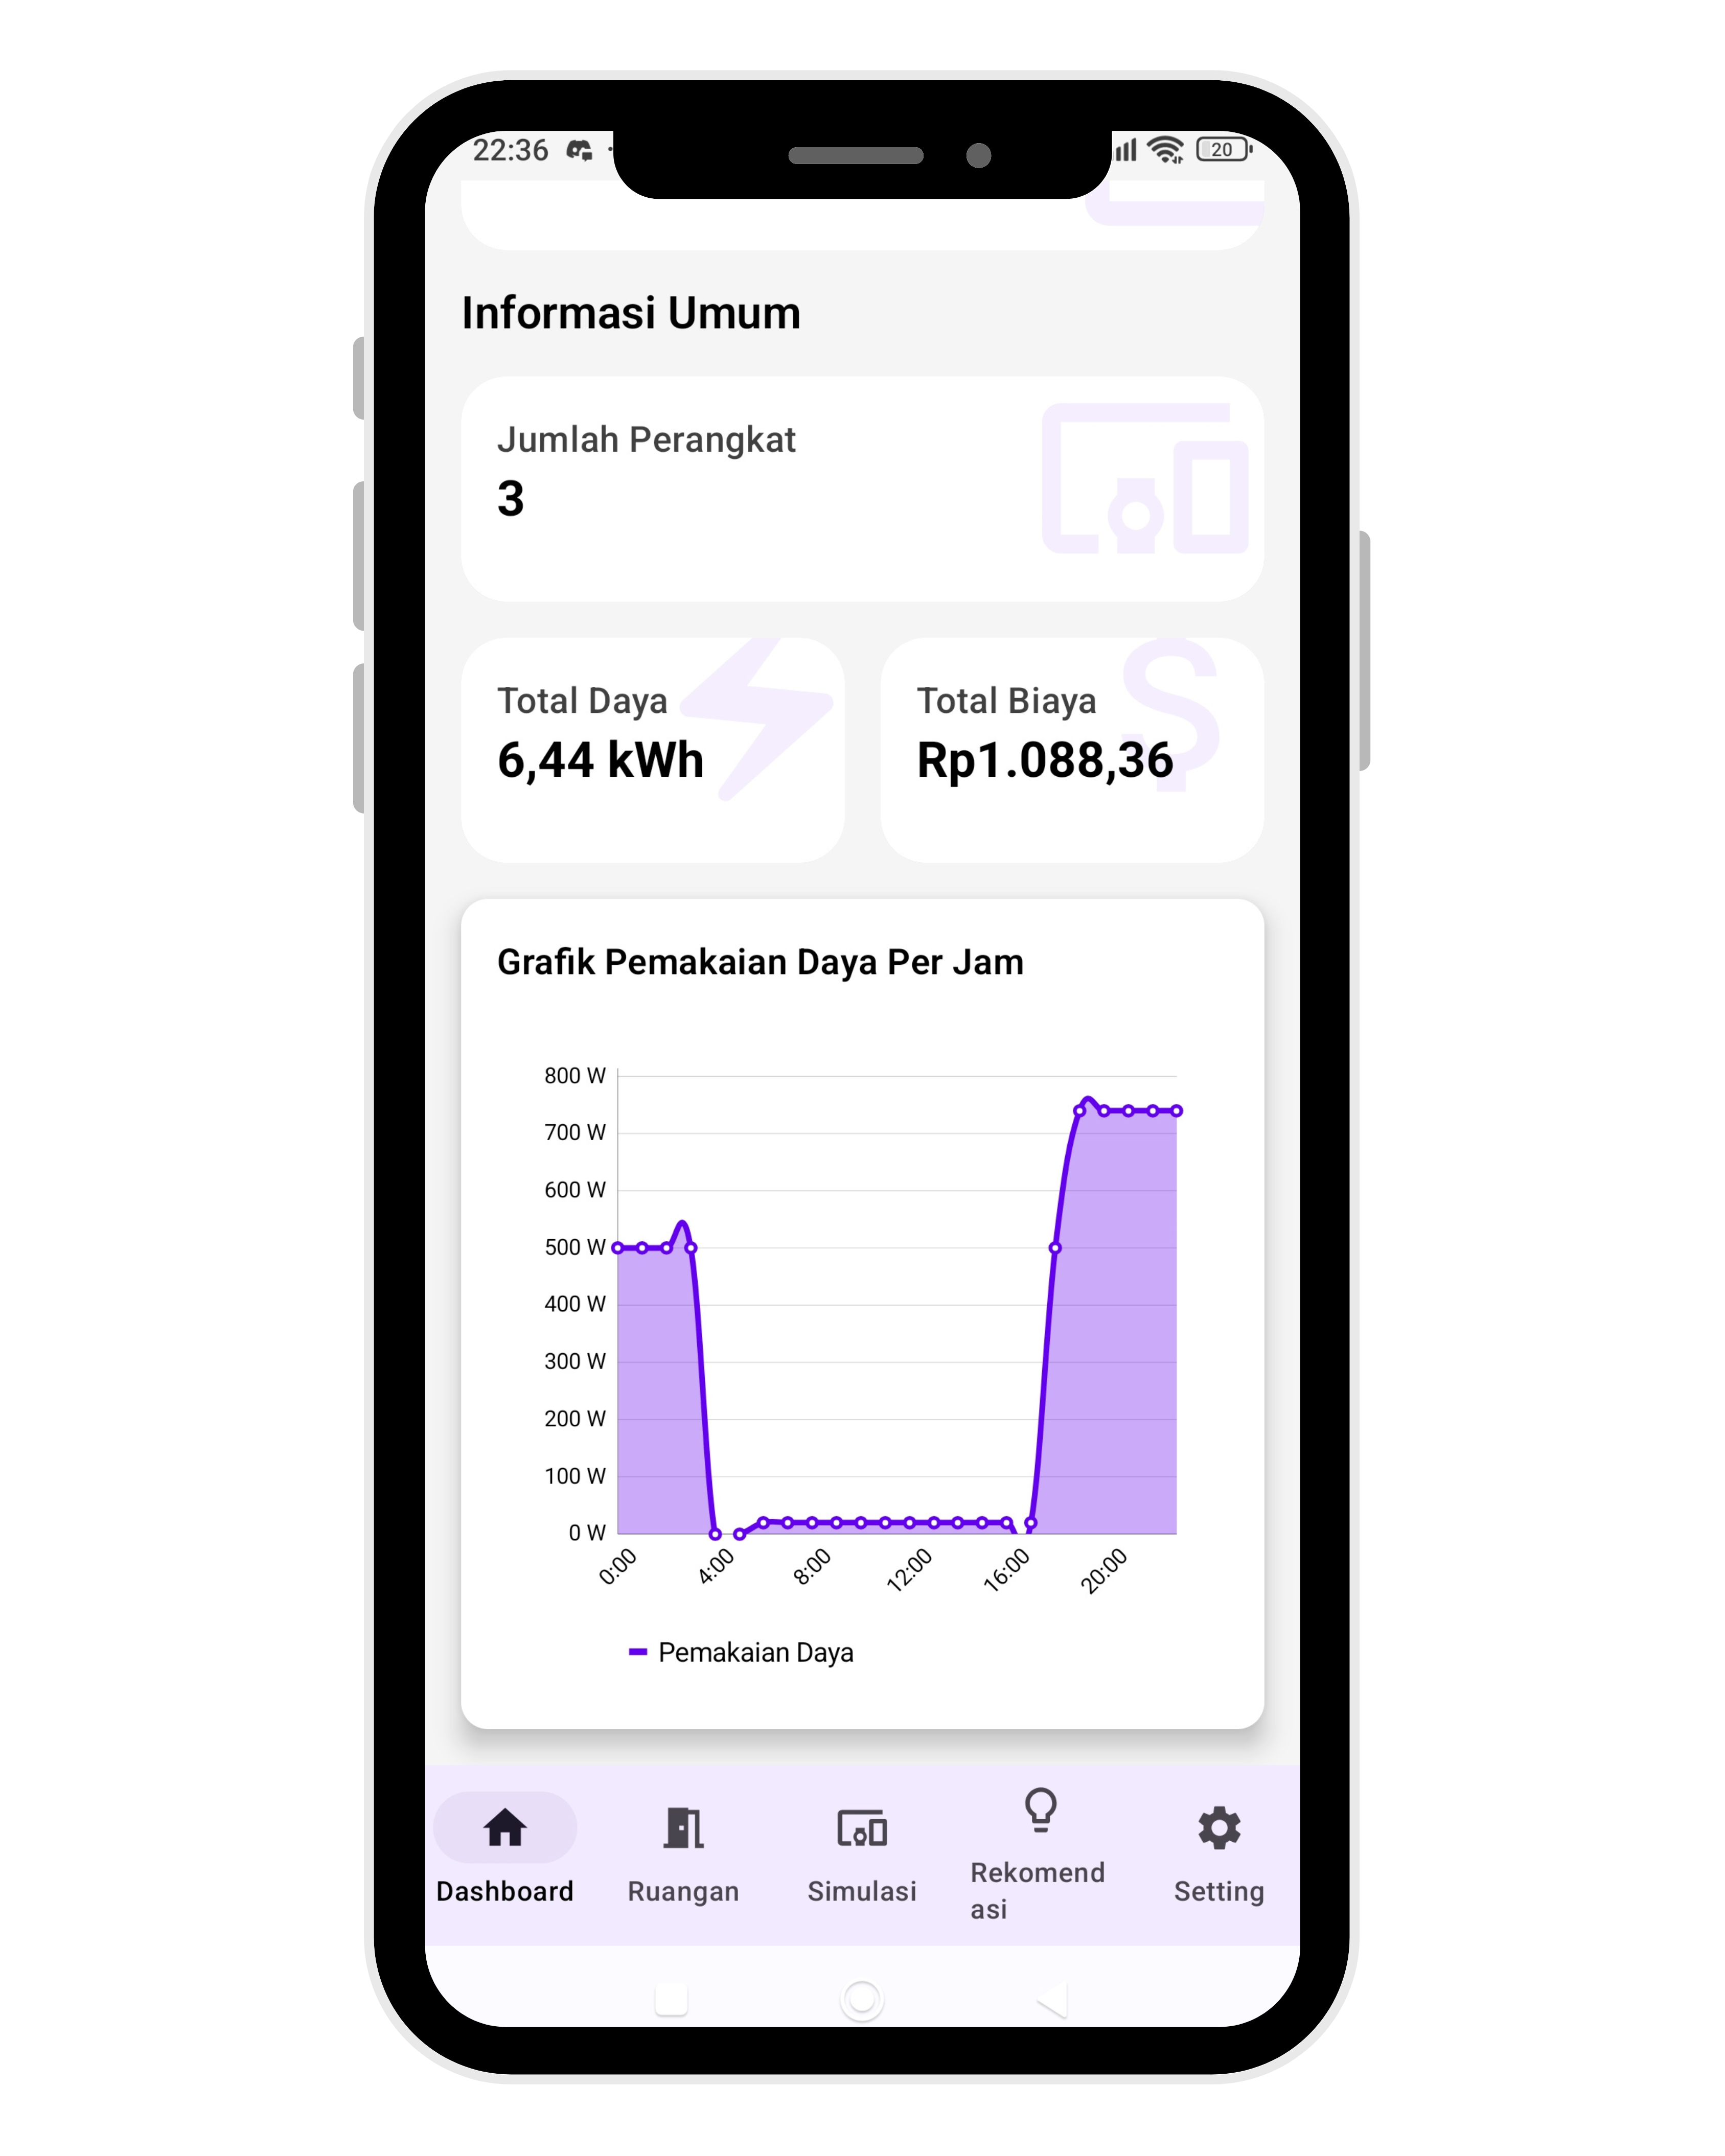 22:36
20
Informasi Umum
Jumlah Perangkat
3
Total Daya
6,44 kWh
Total Biaya
Rp1.088,36
Grafik Pemakaian Daya Per Jam
800 W
700 W
600 W
500 W
400 W
300 W
200 W
100 W
0 W
0:00
4:00
8:00
12:00
16:00
20:00
Pemakaian Daya
Dashboard
Ruangan
Simulasi
Rekomend
asi
Setting